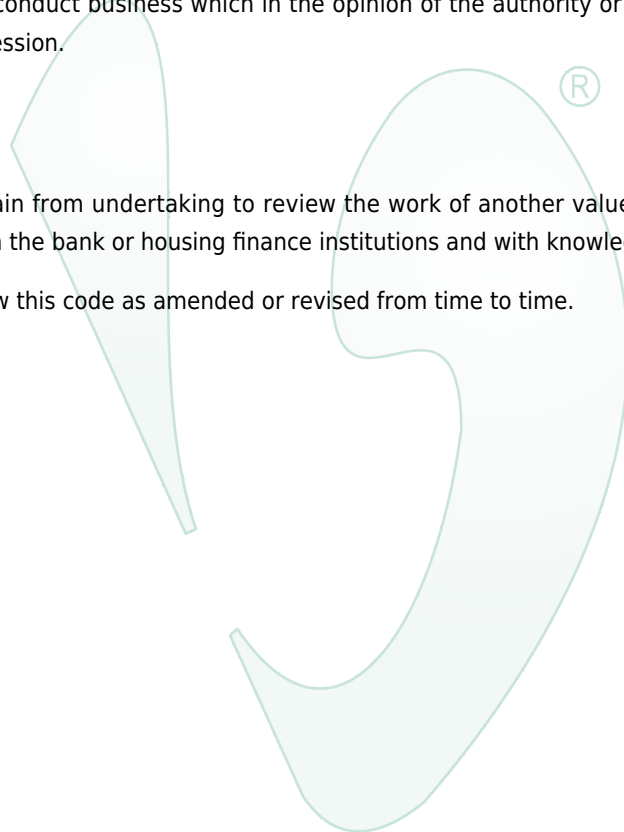 conduct business which in the opinion of the authority or
ession.
®
ain from undertaking to review the work of another value
the bank or housing finance institutions and with knowle
w this code as amended or revised from time to time.